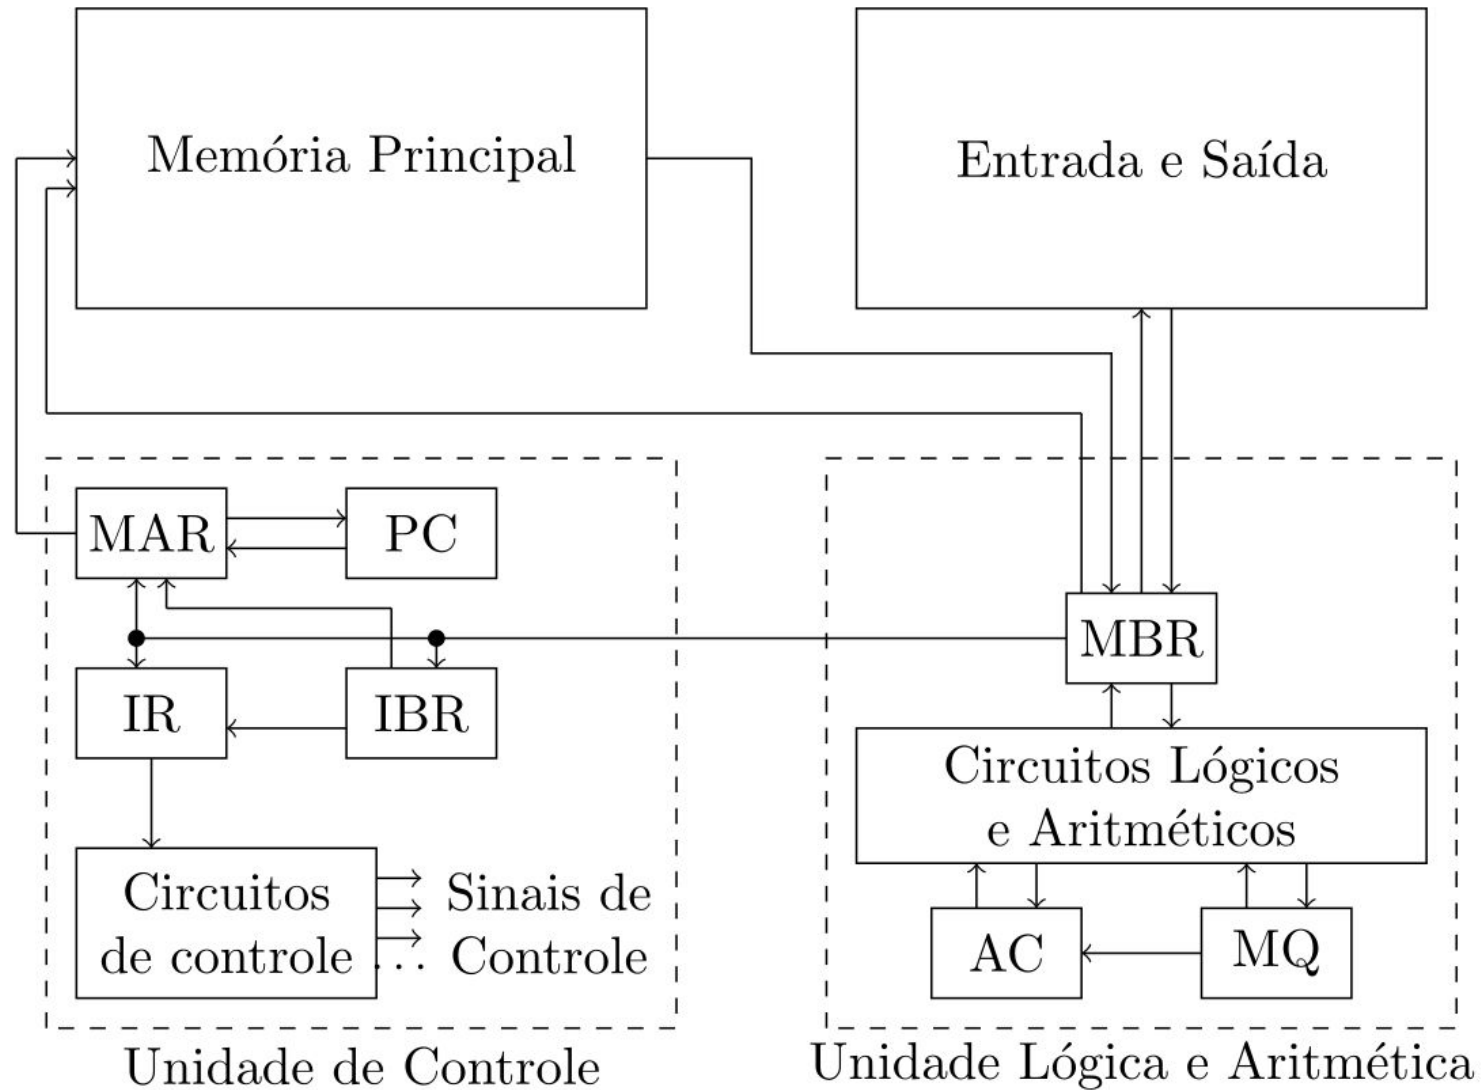 Memória Principal
Entrada e Saída
MAR
PC
IR
IBR
Circuitos
de controle
Sinais de
... Controle
Unidade de Controle
MBR
Circuitos Lógicos
e Aritméticos
AC
MQ
Unidade Lógica e Aritmética